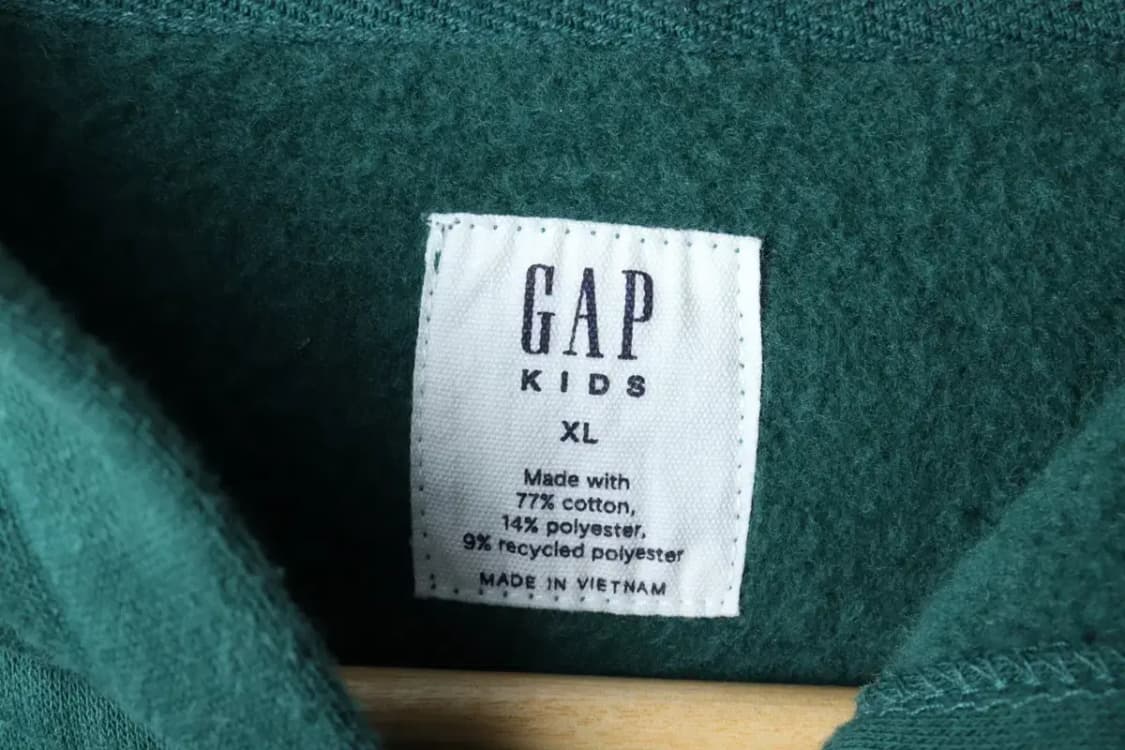 GAP
KIDS
XL
Made with
77% cotton,
14% polyester,
9% recycled polyester
MADE IN VIETNAM